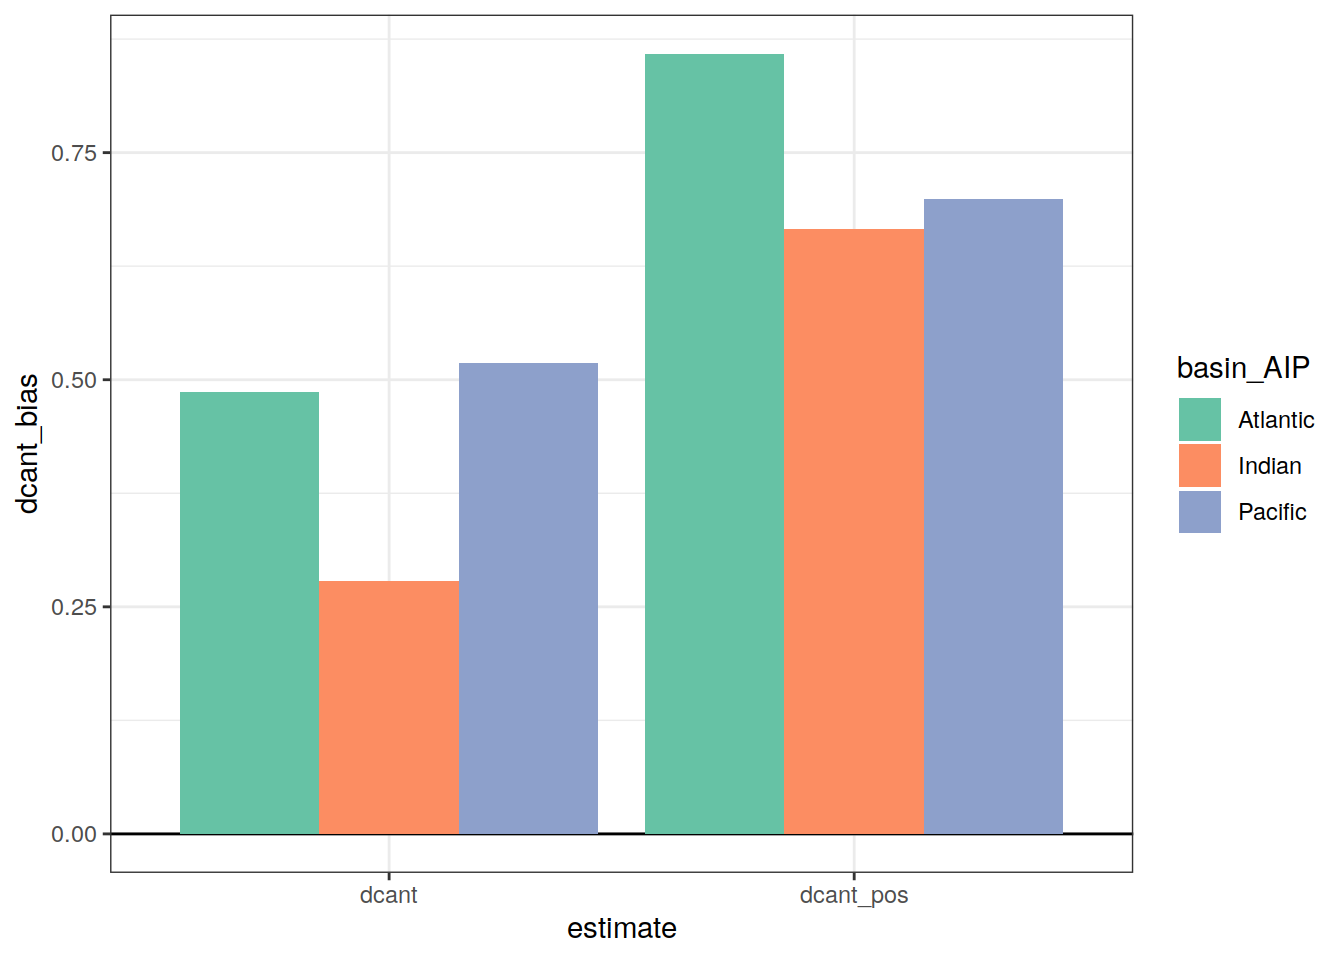 dcant_bias
0.75
0.50
0.25
0.00
dcant
dcant_pos
estimate
basin_AIP
Atlantic
Indian
Pacific